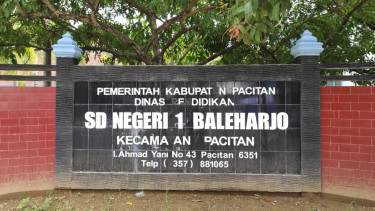 PEMERINTAH KABUPAT N PACITAN
DINAS E DIDIKAN
SD NEGERI 1 BALEHARJO
KECAMA AN PACITAN
l.Ahmad Yani No 43 Pacitan 6351
Telp ( 357) 881065